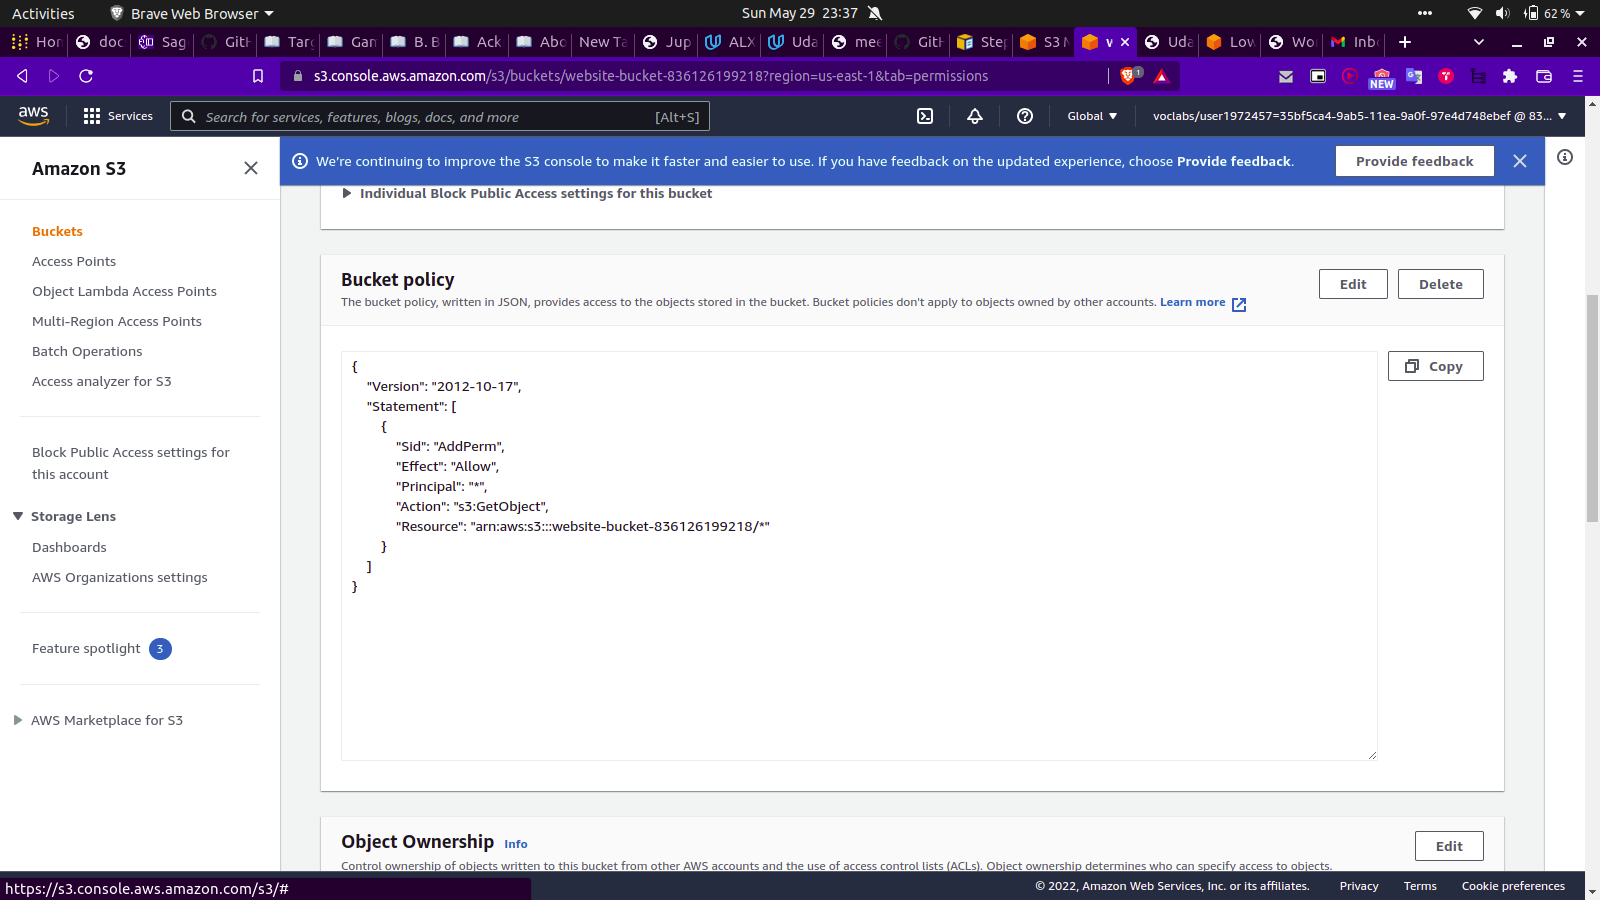 Activities
Brave Web Browser
Sun May 29 23:37
62 %
Hor
doc
Sag
GitH
Targ
Gam
B. B
Ack
Abo
New Ta
Jup
ALX
Uda
mee
GitH
Step
S3 M
Uda
Low
Wor
Inbo
s3.console.aws.amazon.com/s3/buckets/website-bucket-836126199218?region=us-east-1&tab=permissions
1
NEW
aws
Services
Search for services, features, blogs, docs, and more
[Alt+S]
Global
voclabs/user1972457=35bf5ca4-9ab5-11ea-9a0f-97e4d748ebef @ 83...
Amazon S3
We're continuing to improve the S3 console to make it faster and easier to use. If you have feedback on the updated experience, choose Provide feedback.
Provide feedback
Buckets
Access Points
Object Lambda Access Points
Multi-Region Access Points
Batch Operations
Access analyzer for S3
Block Public Access settings for
this account
Storage Lens
Dashboards
AWS Organizations settings
Feature spotlight 3
AWS Marketplace for S3
Individual Block Public Access settings for this bucket
Bucket policy
Edit
Delete
The bucket policy, written in JSON, provides access to the objects stored in the bucket. Bucket policies don't apply to objects owned by other accounts. Learn more
Copy
{
"Version": "2012-10-17",
"Statement": [
{
"Sid": "AddPerm",
"Effect": "Allow",
"Principal": "*",
"Action": "s3:GetObject",
"Resource": "arn:aws:s3:::website-bucket-836126199218/*"
}
]
}
Object Ownership Info
Edit
Control ownership of objects written to this bucket from other AWS accounts and the use of access control lists (ACLs). Object ownership determines who can specify access to objects.
https://s3.console.aws.amazon.com/s3/#
© 2022, Amazon Web Services, Inc. or its affiliates.
Privacy
Terms
Cookie preferences